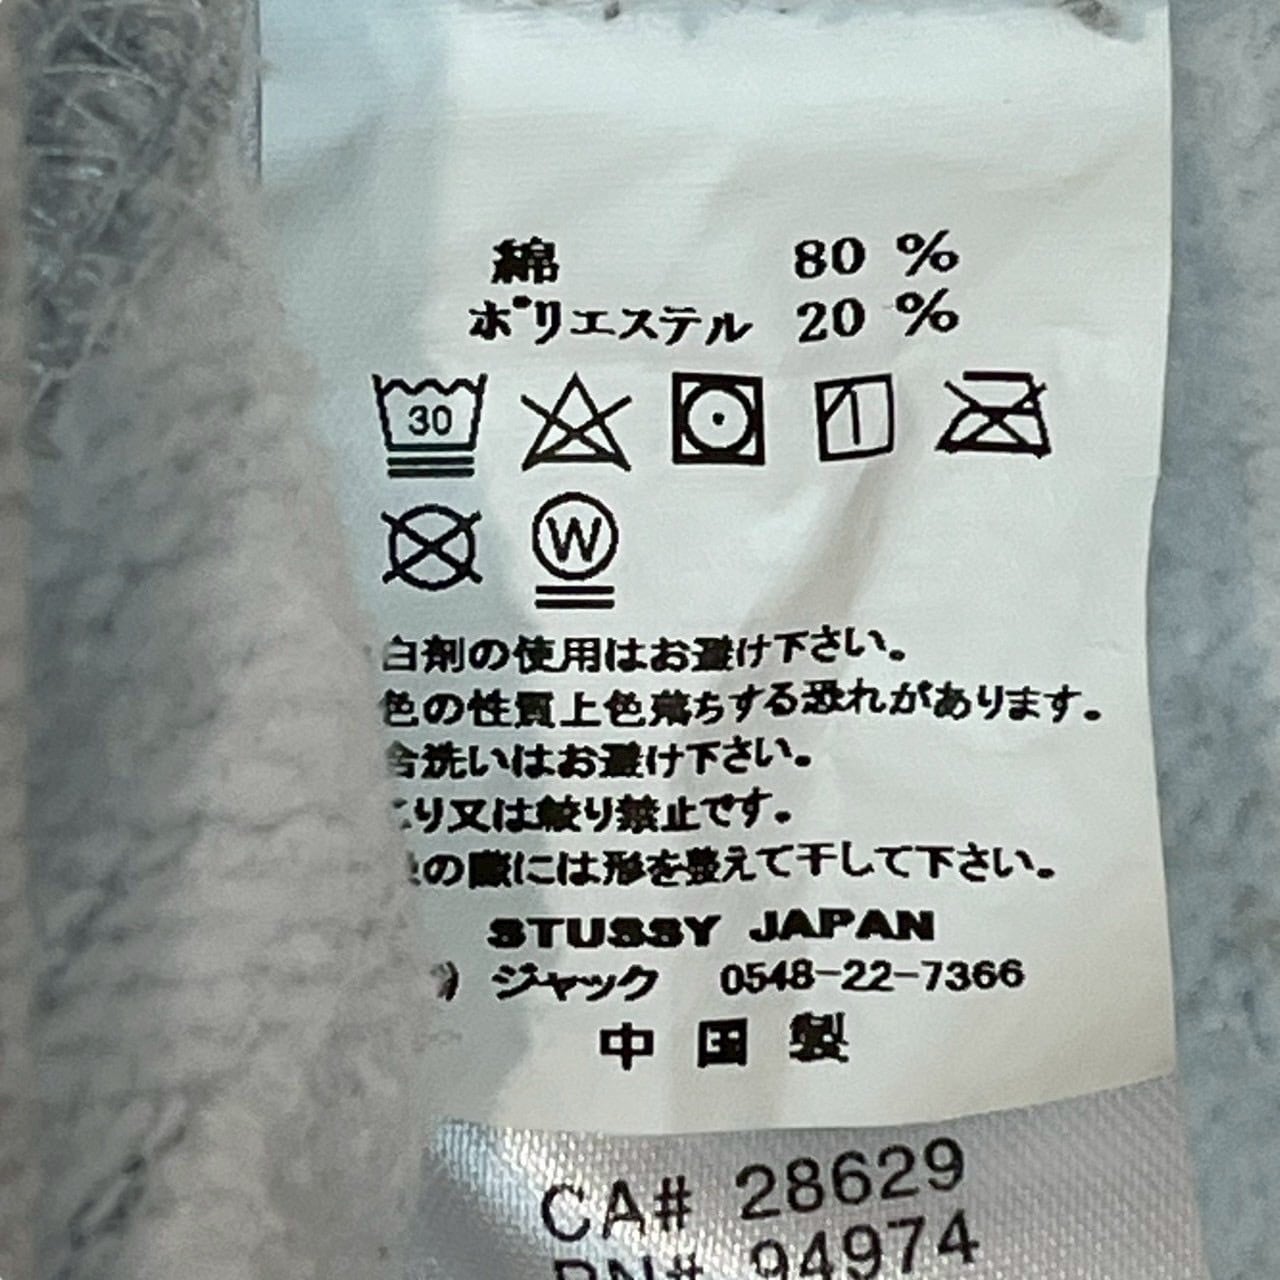 綿 80 %
ポリエステル 20 %
30
W
白剤の使用はお避け下さい。
色の性質上色落ちする恐れがあります。
合洗いはお避け下さい。
こり又は絞り禁止です。
の際には形を整えて干して下さい。
STUSSY JAPAN
) ジャック 0548-22-7366
中国製
CA# 28629
RN# 94974